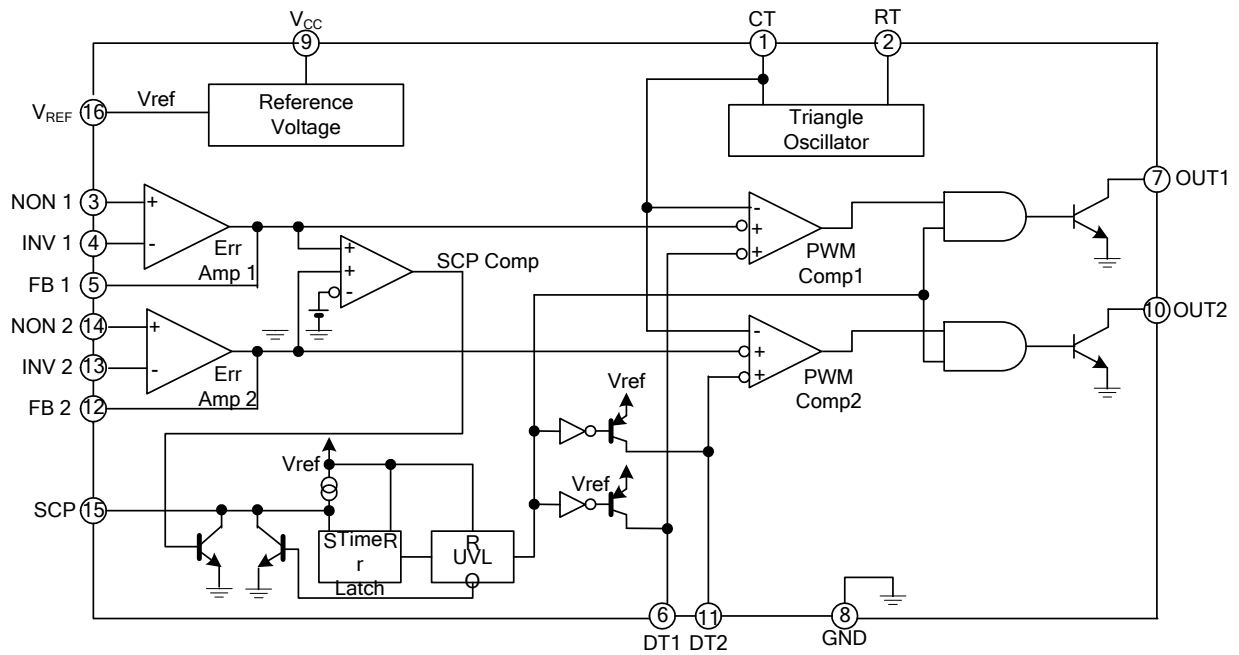 VCC
9
CT
1
RT
2
VREF
16
Vref
Reference
Voltage
Triangle
Oscillator
NON 1
3
+
INV 1
4
-
Err
Amp 1
FB 1
5
+
+
-
SCP Comp
-
+
+
PWM
Comp1
7
OUT1
NON 2
14
+
INV 2
13
-
Err
Amp 2
FB 2
12
-
+
+
PWM
Comp2
10
OUT2
Vref
Vref
Vref
SCP
15
STimeR
r
Latch
R
UVL
O
6
DT1
11
DT2
8
GND